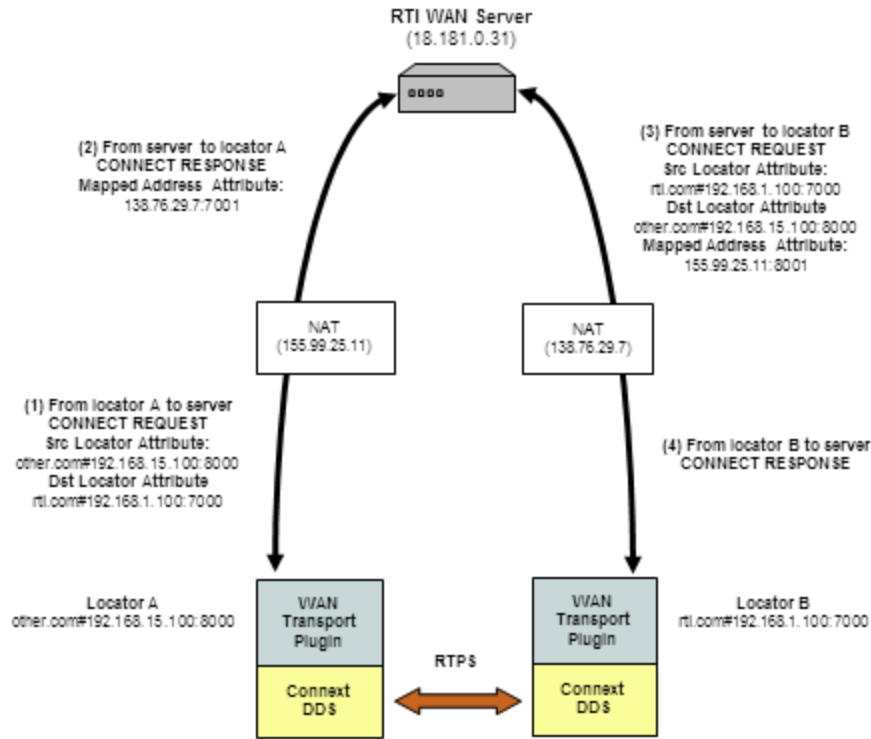 RTI WAN Server
(18.181.0.31)
(2) From server to locator A
CONNECT RESPONSE
Mapped Address Attribute:
138.76.29.7:7001
(3) From server to locator B
CONNECT REQUEST
Src Locator Attribute:
rti.com#192.168.1.100:7000
Dst Locator Attribute
other.com#192.168.15.100:8000
Mapped Address Attribute:
155.99.25.11:8001
NAT
(155.99.25.11)
NAT
(138.76.29.7)
(1) From locator A to server
CONNECT REQUEST
Src Locator Attribute:
other.com#192.168.15.100:8000
Dst Locator Attribute
rti.com#192.168.1.100:7000
(4) From locator B to server
CONNECT RESPONSE
Locator A
other.com#192.168.15.100:8000
WAN
Transport
Plugin
Connext
DDS
RTPS
WAN
Transport
Plugin
Connext
DDS
Locator B
rti.com#192.168.1.100:7000